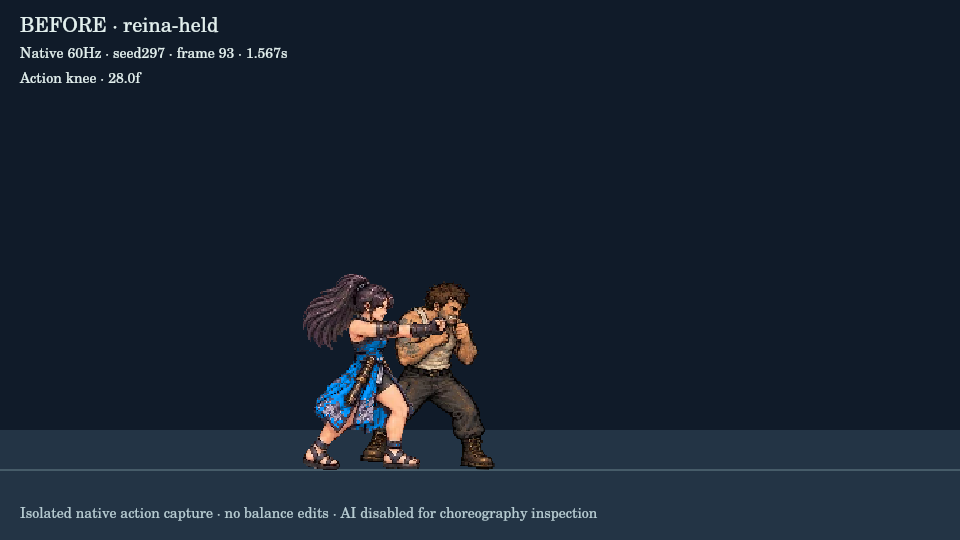 BEFORE · reina-held
Native 60Hz · seed297 · frame 93 · 1.567s
Action knee · 28.0f
Isolated native action capture · no balance edits · AI disabled for choreography inspection